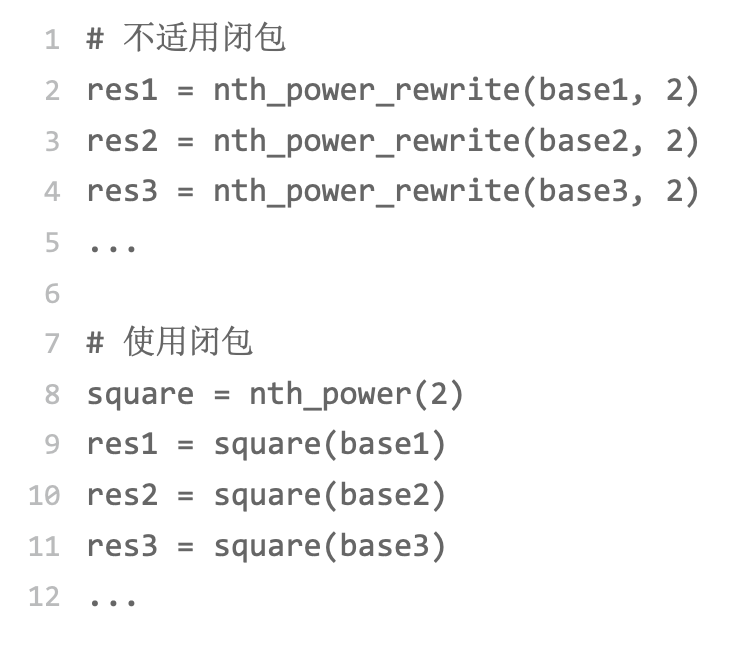 1 # 不适用闭包
2 res1 = nth_power_rewrite(base1, 2)
3 res2 = nth_power_rewrite(base2, 2)
4 res3 = nth_power_rewrite(base3, 2)
5 ...
6
7 # 使用闭包
8 square = nth_power(2)
9 res1 = square(base1)
10 res2 = square(base2)
11 res3 = square(base3)
12 ...